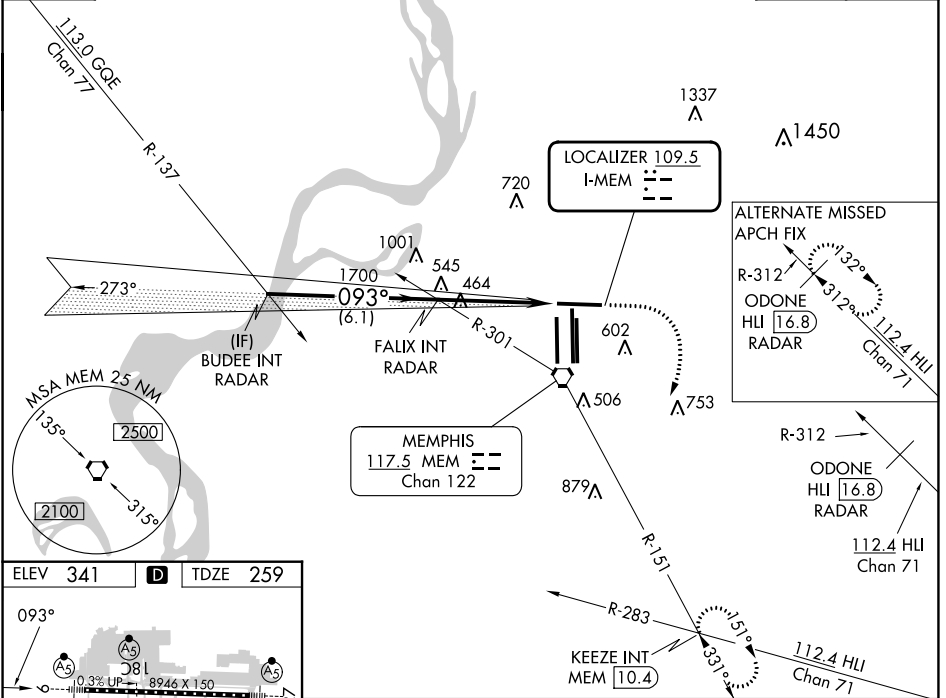 113.0 GQE
Chan 77
R-137
1337
1450
LOCALIZER 109.5
I-MEM
720
ALTERNATE MISSED
APCH FIX
R-312
132°
312°
ODONE
HLI 16.8
RADAR
112.4 HLI
Chan 71
1001
545
464
1700
273°
093°
(6.1)
R-301
(IF)
BUDEE INT
RADAR
FALIX INT
RADAR
602
506
753
MSA MEM 25 NM
135°
2500
2100
315°
MEMPHIS
117.5 MEM
Chan 122
879
R-312
ODONE
HLI 16.8
RADAR
112.4 HLI
Chan 71
R-151
R-283
KEEZE INT
MEM 10.4
151°
331°
112.4 HLI
Chan 71
ELEV 341 D TDZE 259
093°
A5
A5
A5
18C
0.3% UP
8946 X 150
9